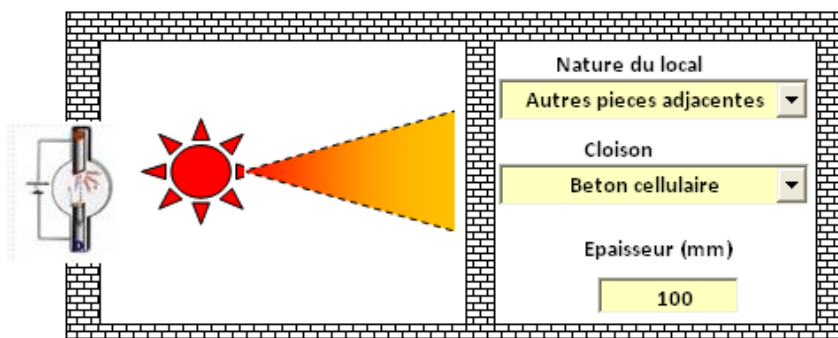 Nature du local
Autres pieces adjacentes
Cloison
Beton cellulaire
Epaisseur (mm)
100